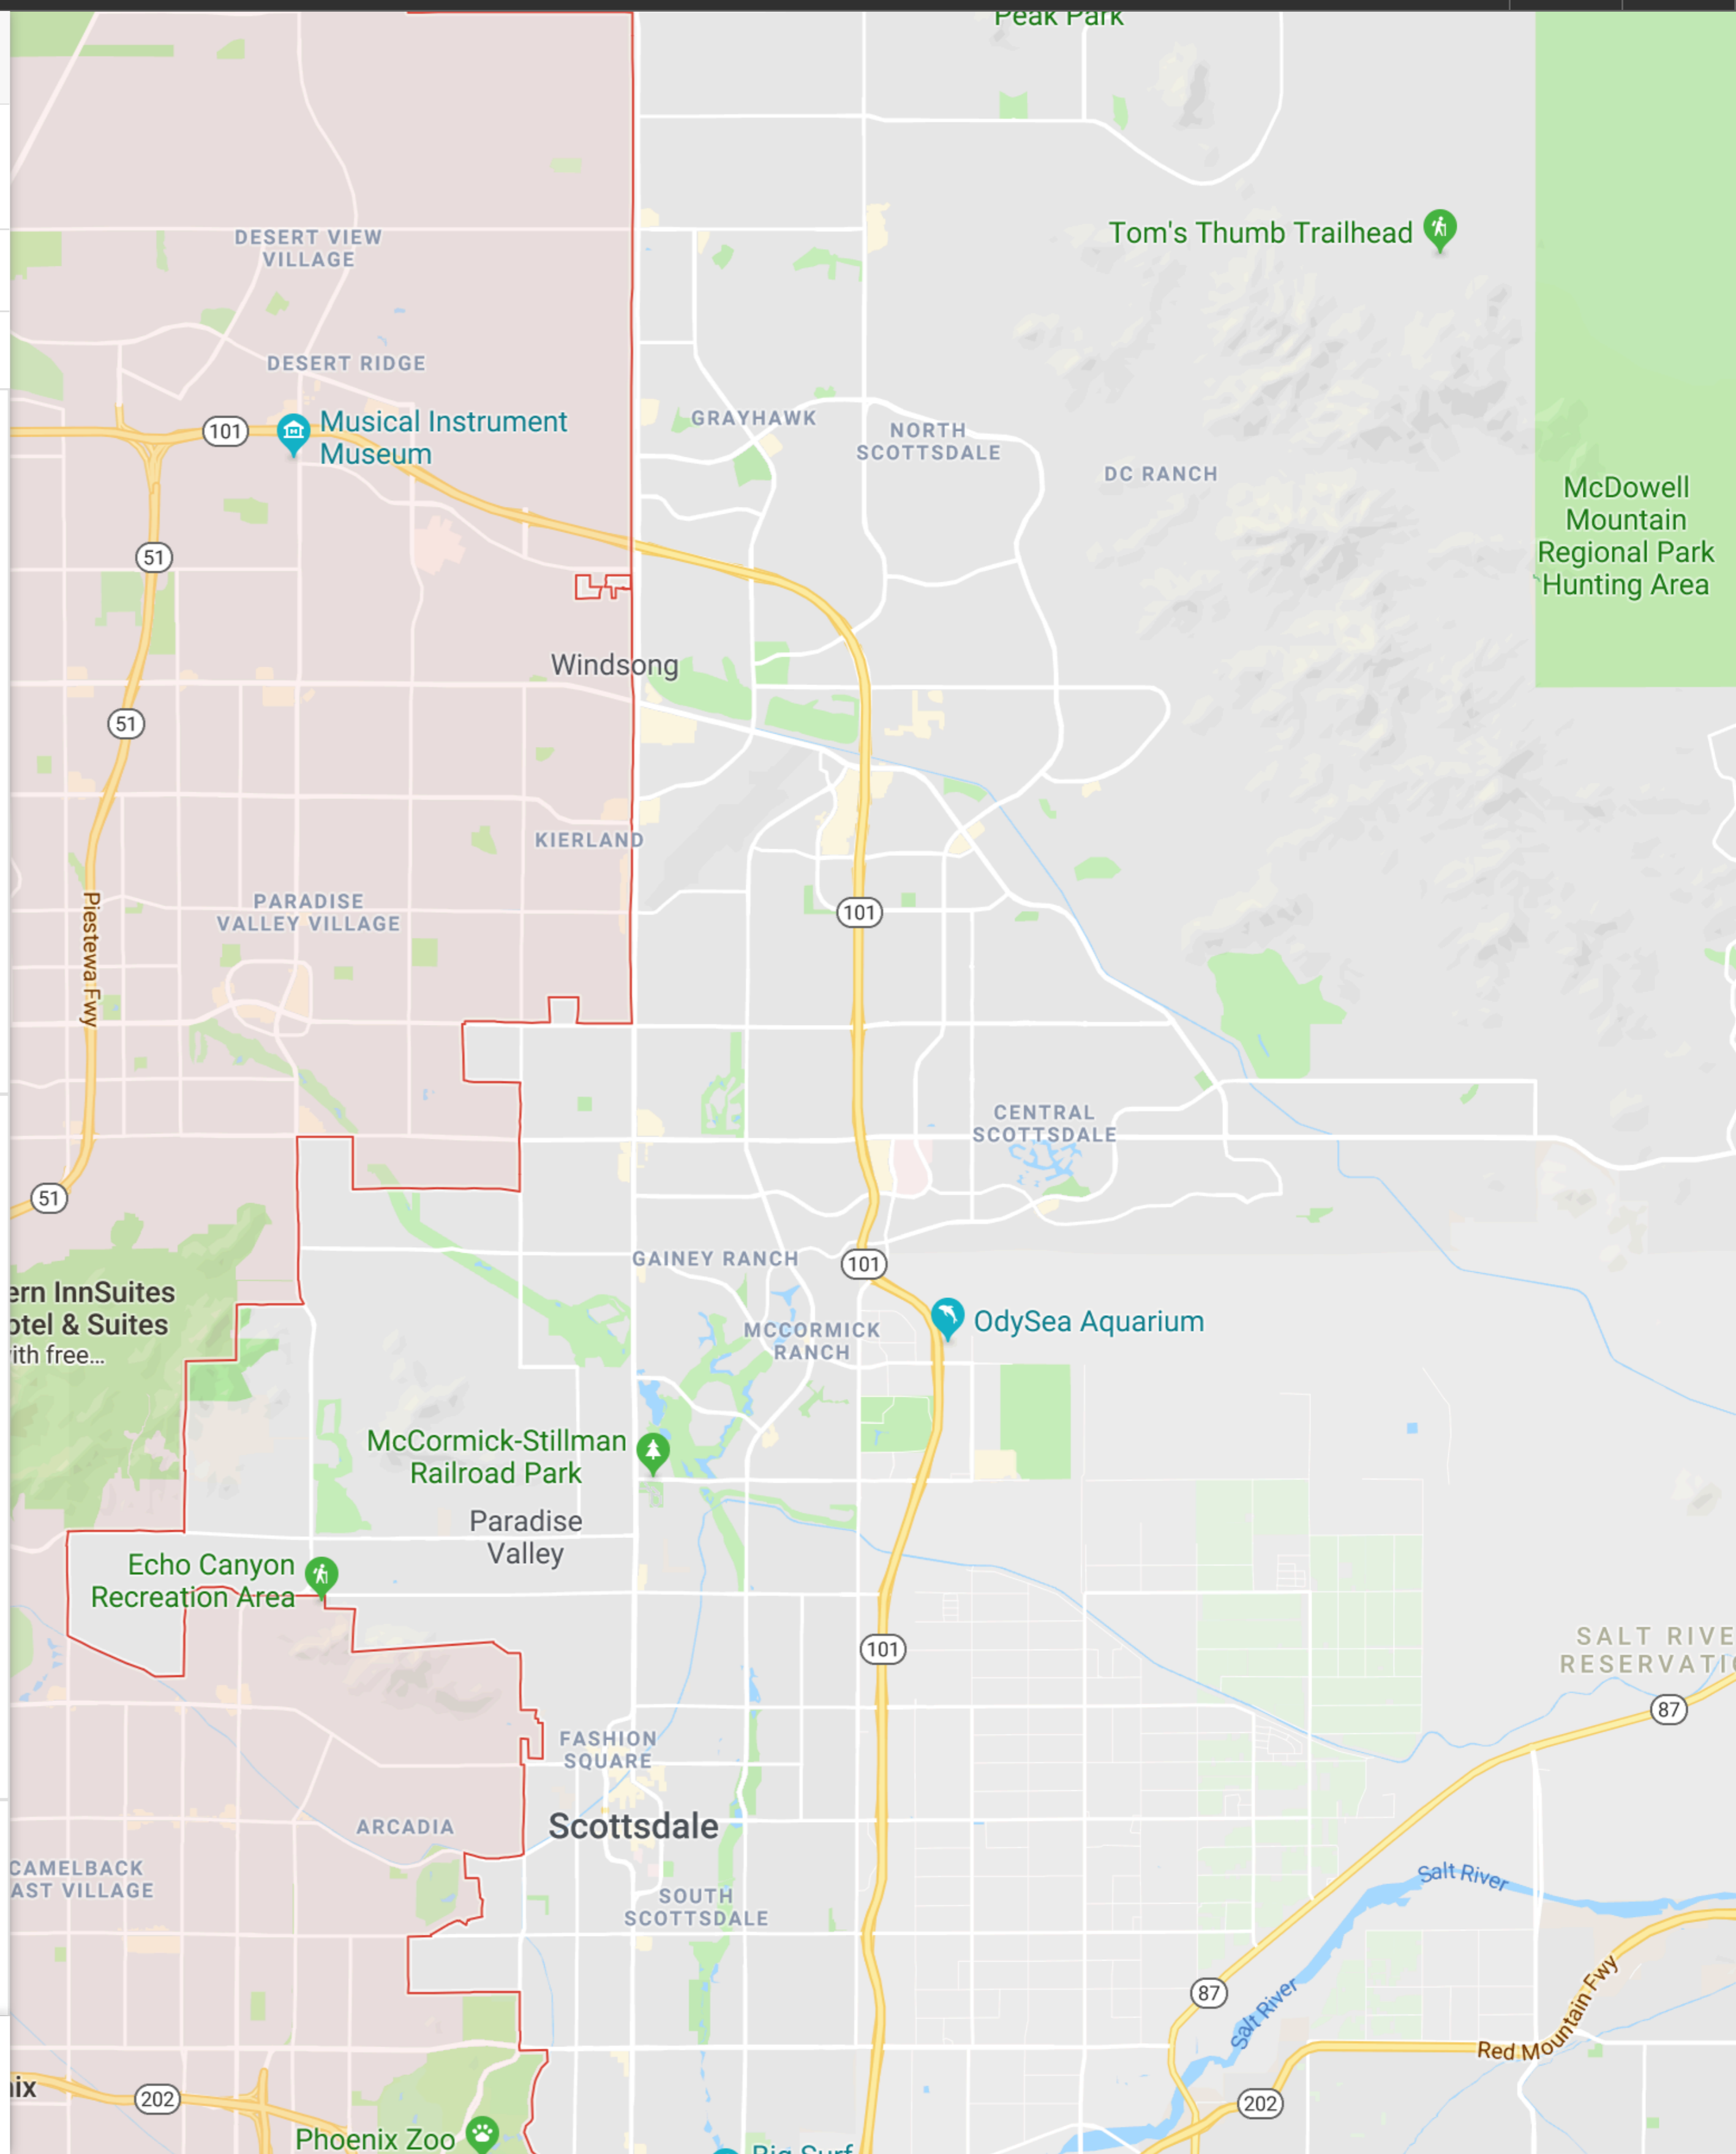 Peak Park
DESERT VIEW
VILLAGE
Tom's Thumb Trailhead
DESERT RIDGE
101
Musical Instrument
Museum
GRAYHAWK
NORTH
SCOTTSDALE
DC RANCH
McDowell
Mountain
Regional Park
Hunting Area
51
Windsong
51
KIERLAND
PARADISE
VALLEY VILLAGE
101
Piestewa Fwy
CENTRAL
SCOTTSDALE
51
GAINEY RANCH
101
ern InnSuites
otel & Suites
ith free...
OdySea Aquarium
MCCORMICK
RANCH
McCormick-Stillman
Railroad Park
Paradise
Valley
Echo Canyon
Recreation Area
101
SALT RIVE
RESERVATI
87
FASHION
SQUARE
Scottsdale
ARCADIA
CAMELBACK
AST VILLAGE
Salt River
SOUTH
SCOTTSDALE
87
Salt River
Red Mountain Fwy
ix
202
202
Phoenix Zoo
Big Surf